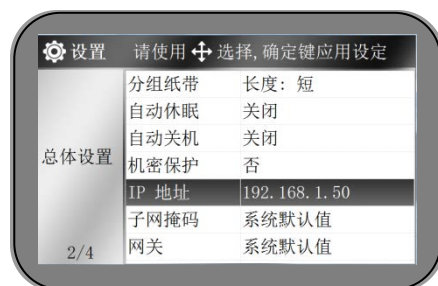 设置 请使用 选择,确定键应用设定
分组纸带 长度: 短
自动休眠 关闭
自动关机 关闭
总体设置
机密保护 否
IP 地址 192.168.1.50
子网掩码 系统默认值
2/4 网关 系统默认值